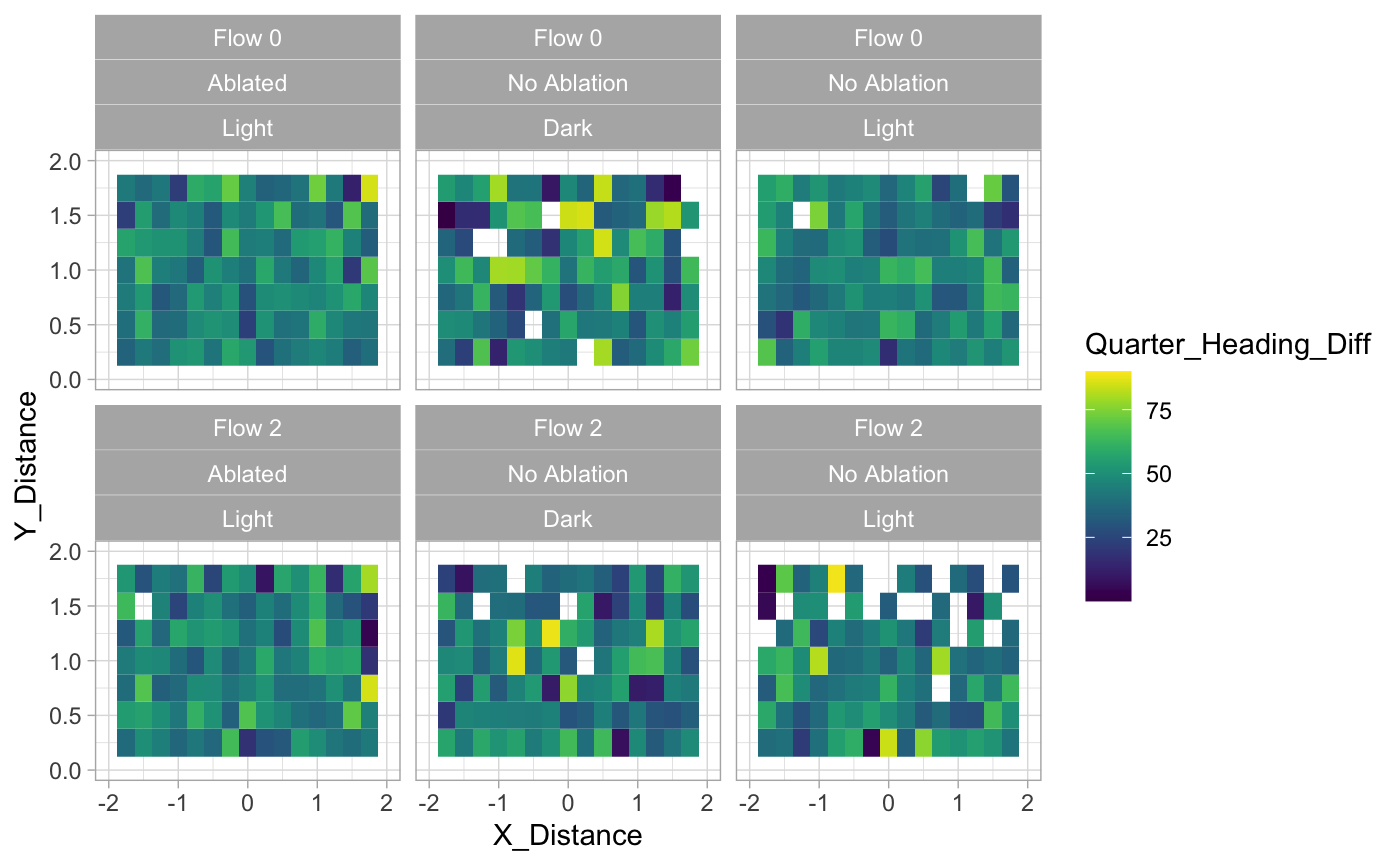 Flow 0 Flow 0 Flow 0
Ablated No Ablation No Ablation
Light Dark Light
2.0
1.5
1.0
0.5
0.0
Flow 2 Flow 2 Flow 2
Ablated No Ablation No Ablation
Light Dark Light
2.0
1.5
1.0
0.5
0.0
-2 -1 0 1 2 -2 -1 0 1 2 -2 -1 0 1 2
X_Distance
Y_Distance
Quarter_Heading_Diff
75
50
25